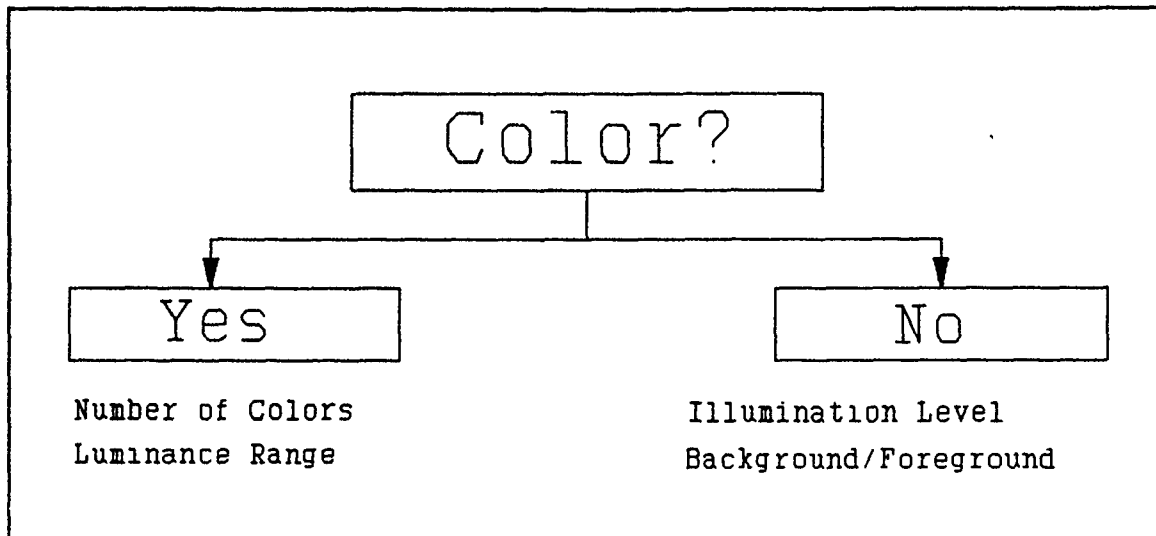 Color?
Yes
No
Number of Colors
Luminance Range
Illumination Level
Background/Foreground